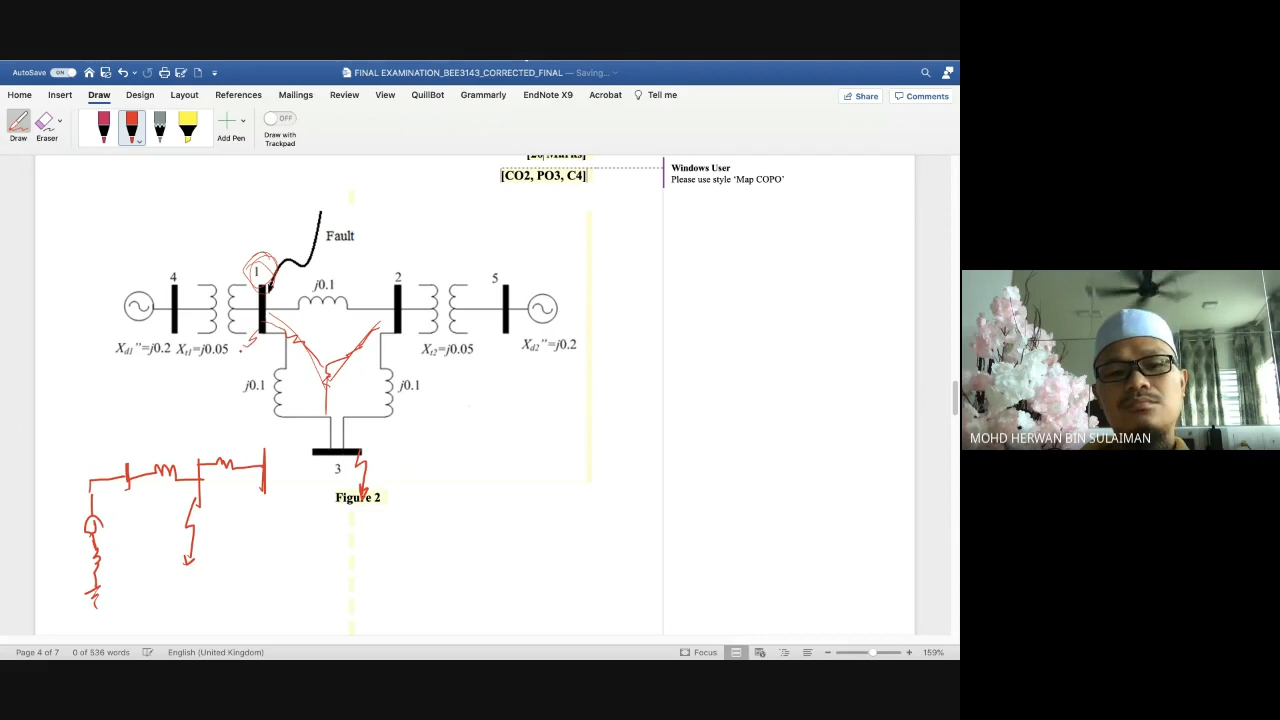 AutoSave ON
FINAL EXAMINATION_BEE3143_CORRECTED_FINAL — Saving...
Home Insert Draw Design Layout References Mailings Review View QuillBot Grammarly EndNote X9 Acrobat Tell me
Share Comments
Draw Eraser Add Pen Draw with Trackpad OFF
[20 Marks]
[CO2, PO3, C4]
Windows User
Please use style ‘Map COPO’
Fault
4 1 2 5
j0.1
Xd1”=j0.2 Xt1=j0.05 Xt2=j0.05 Xd2”=j0.2
j0.1 j0.1
3
Figure 2
MOHD HERWAN BIN SULAIMAN
Page 4 of 7 0 of 536 words English (United Kingdom) Focus 159%